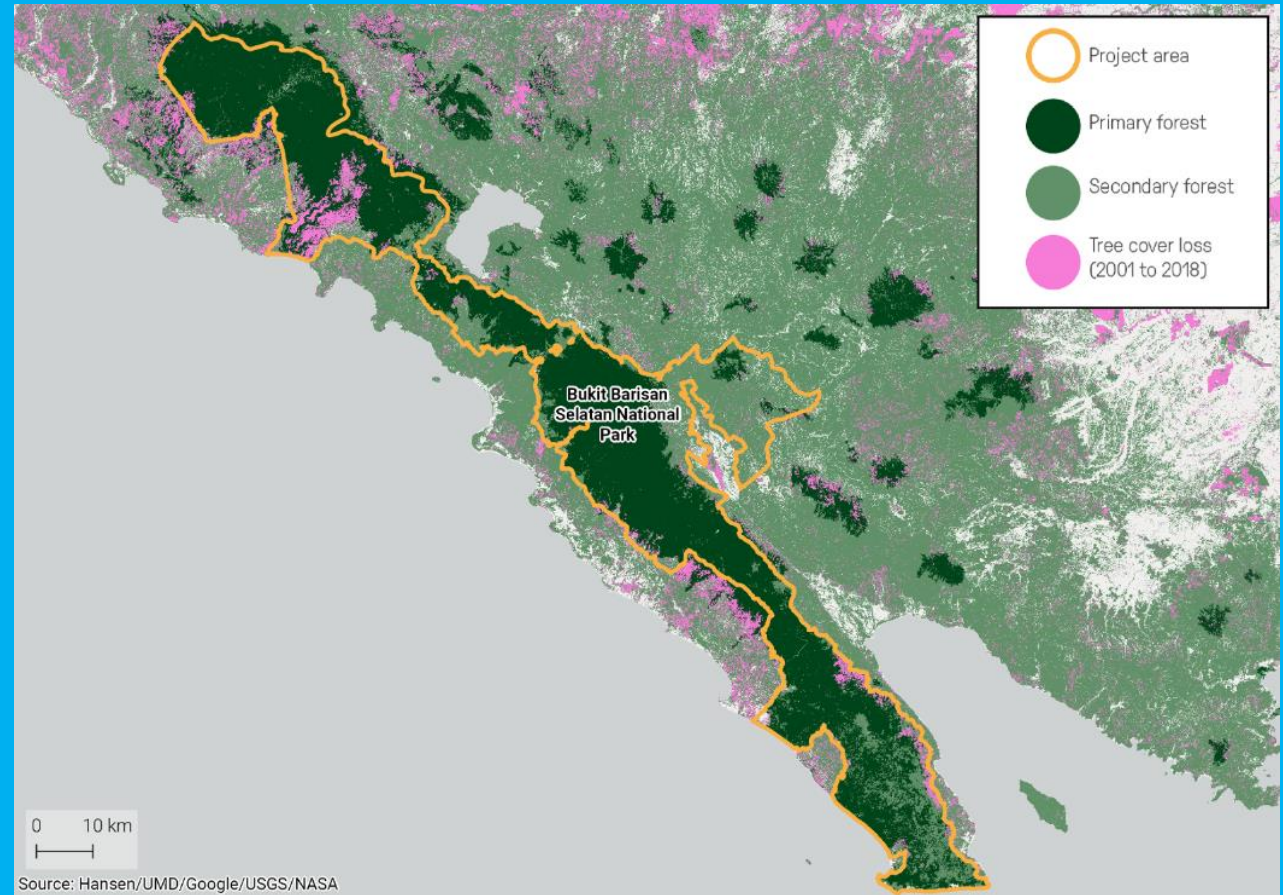 Project area
Primary forest
Secondary forest
Tree cover loss
(2001 to 2018)
Bukit Barisan
Selatan National
Park
0 10 km
Source: Hansen/UMD/Google/USGS/NASA